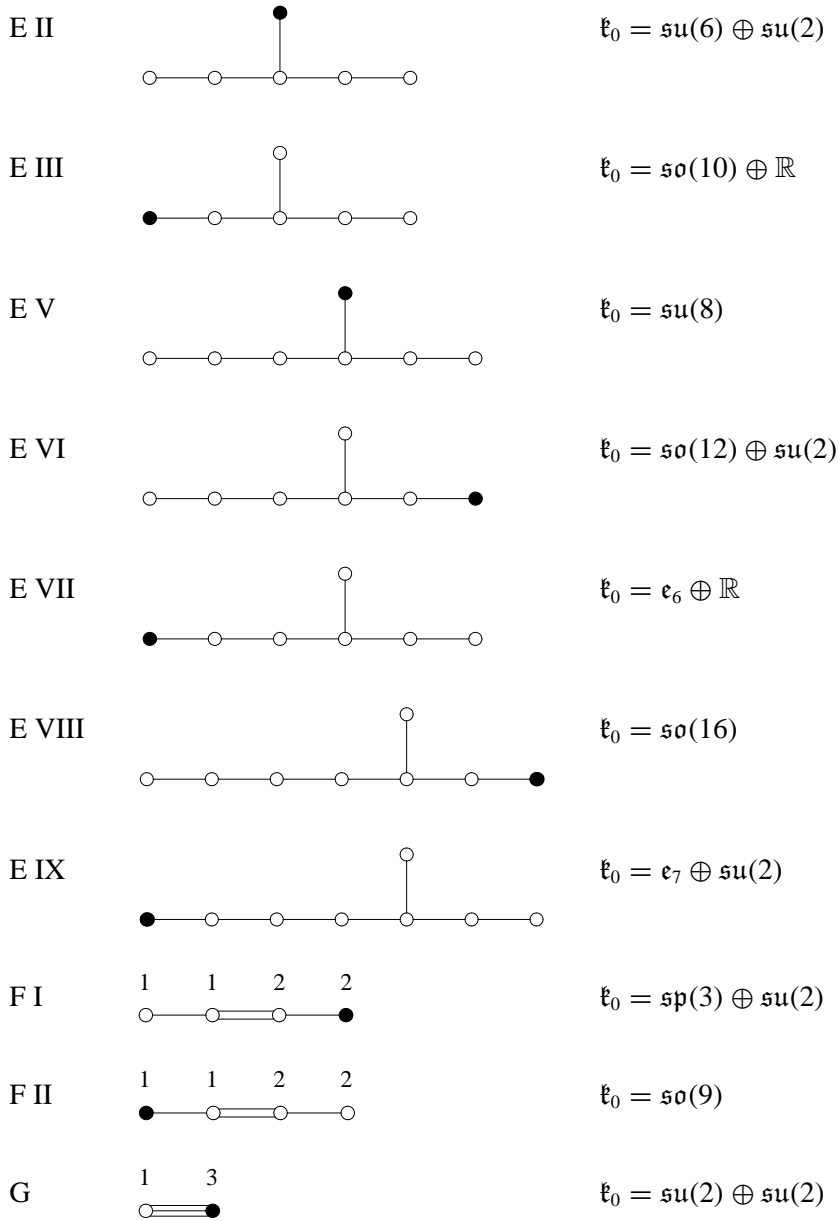 E II 𝔨₀ = 𝔰𝔲(6) ⊕ 𝔰𝔲(2)
E III 𝔨₀ = 𝔰𝔬(10) ⊕ ℝ
E V 𝔨₀ = 𝔰𝔲(8)
E VI 𝔨₀ = 𝔰𝔬(12) ⊕ 𝔰𝔲(2)
E VII 𝔨₀ = 𝔢₆ ⊕ ℝ
E VIII 𝔨₀ = 𝔰𝔬(16)
E IX 𝔨₀ = 𝔢₇ ⊕ 𝔰𝔲(2)
1 1 2 2
F I 𝔨₀ = 𝔰𝔭(3) ⊕ 𝔰𝔲(2)
1 1 2 2
F II 𝔨₀ = 𝔰𝔬(9)
1 3
G 𝔨₀ = 𝔰𝔲(2) ⊕ 𝔰𝔲(2)